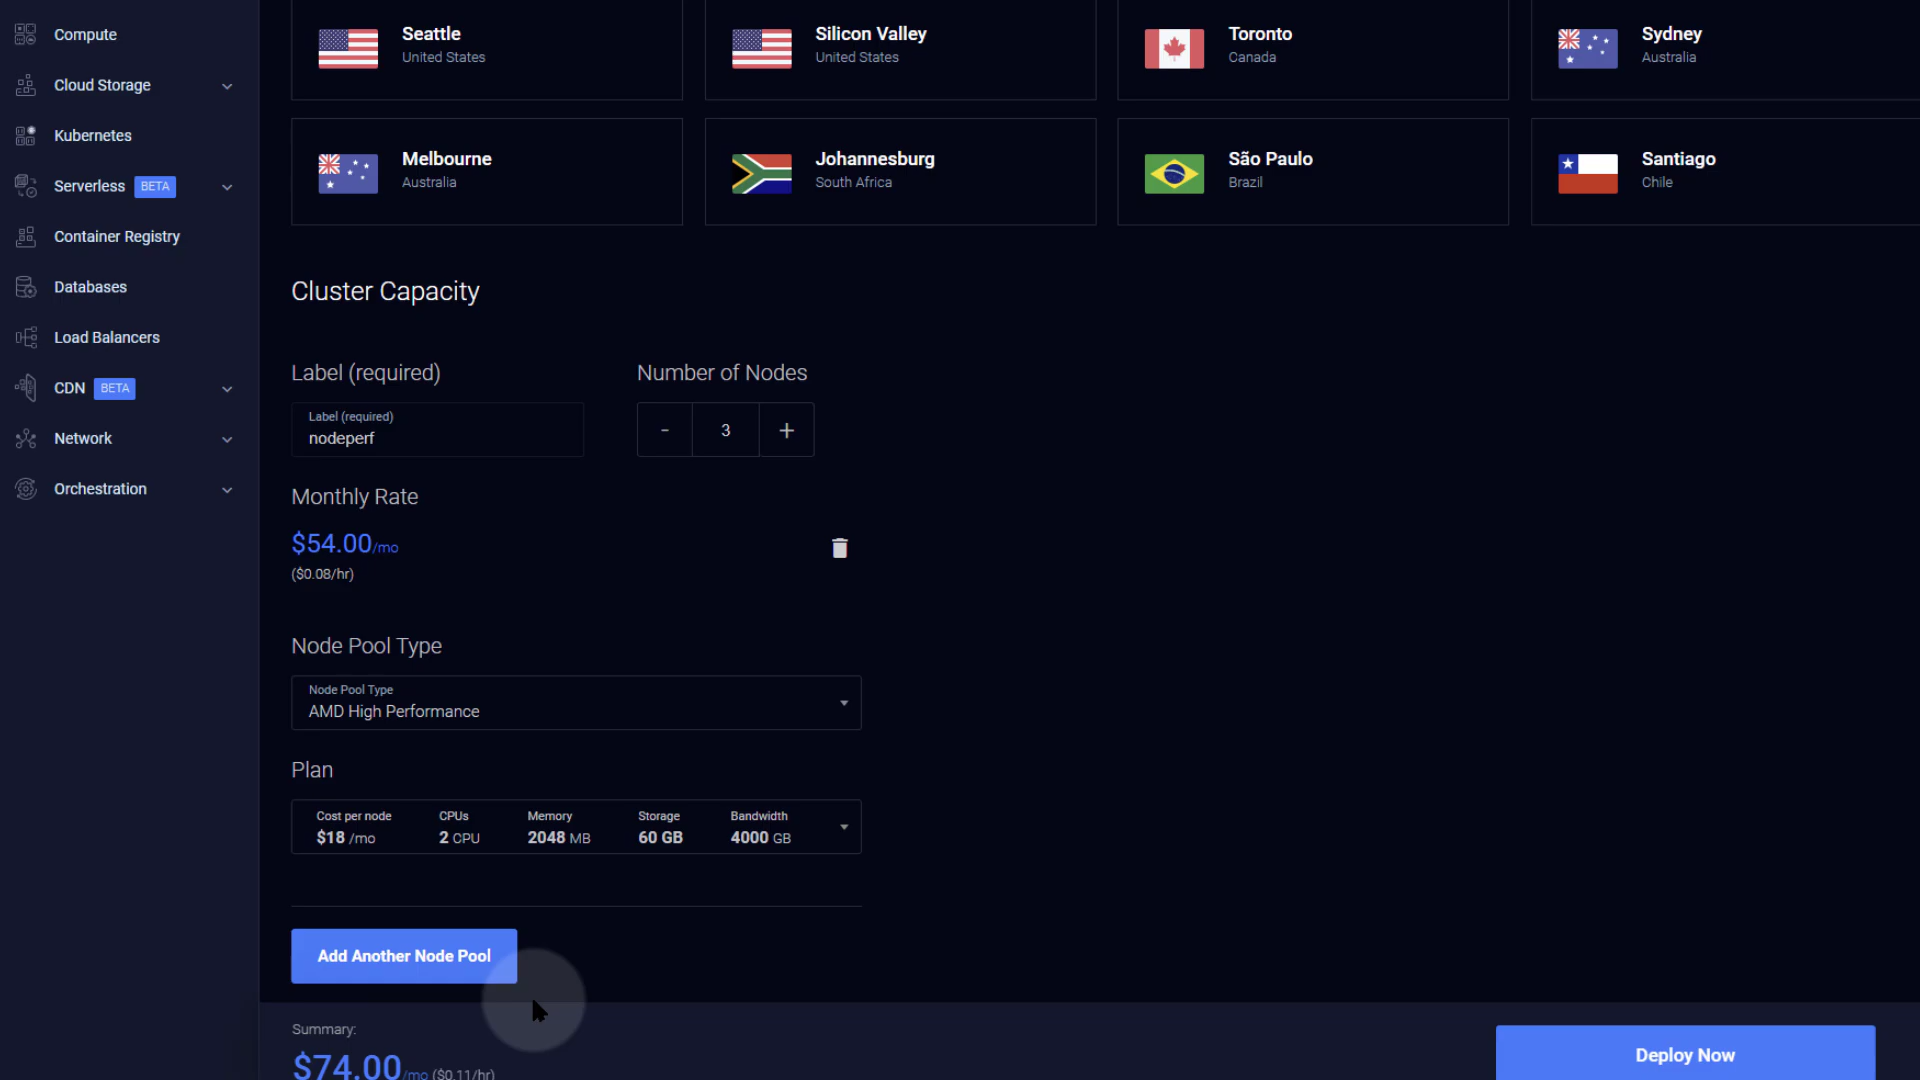 Compute
Cloud Storage
Kubernetes
Serverless BETA
Container Registry
Databases
Load Balancers
CDN BETA
Network
Orchestration
Seattle
United States
Silicon Valley
United States
Toronto
Canada
Sydney
Australia
Melbourne
Australia
Johannesburg
South Africa
São Paulo
Brazil
Santiago
Chile
Cluster Capacity
Label (required)
Number of Nodes
Label (required)
nodeperf
- 3 +
Monthly Rate
$54.00/mo
($0.08/hr)
Node Pool Type
Node Pool Type
AMD High Performance
Plan
Cost per node CPUs Memory Storage Bandwidth
$18 /mo 2 CPU 2048 MB 60 GB 4000 GB
Add Another Node Pool
Summary:
$74.00/mo ($0.11/hr)
Deploy Now